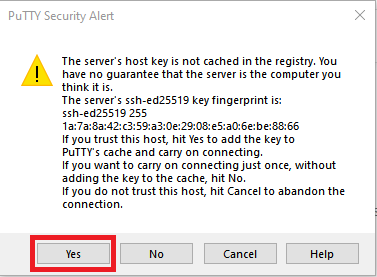 PuTTY Security Alert
The server's host key is not cached in the registry. You
have no guarantee that the server is the computer you
think it is.
The server's ssh-ed25519 key fingerprint is:
ssh-ed25519 255
1a:7a:8a:42:c3:59:a3:0e:29:08:e5:a0:6e:be:88:66
If you trust this host, hit Yes to add the key to
PuTTY's cache and carry on connecting.
If you want to carry on connecting just once, without
adding the key to the cache, hit No.
If you do not trust this host, hit Cancel to abandon the
connection.
Yes
No
Cancel
Help